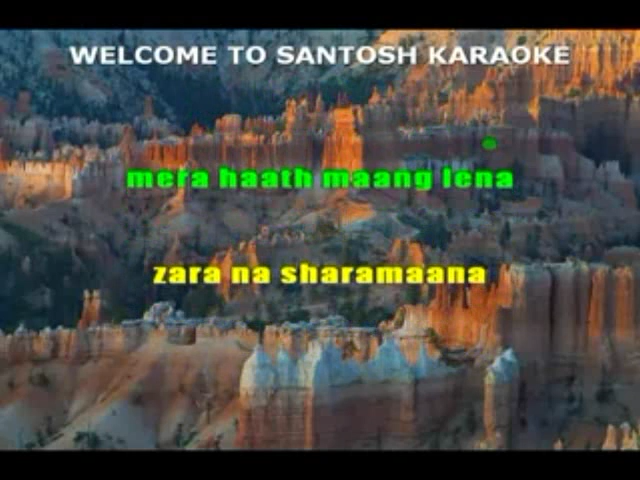 WELCOME TO SANTOSH KARAOKE
mera haath maang lena
zara na sharamaana